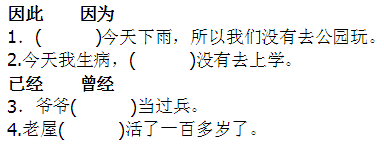 因此　　因为
1．(　　　)今天下雨，所以我们没有去公园玩。
2.今天我生病，(　　　)没有去上学。
已经　　曾经
3．爷爷(　　　)当过兵。
4.老屋(　　　)活了一百多岁了。